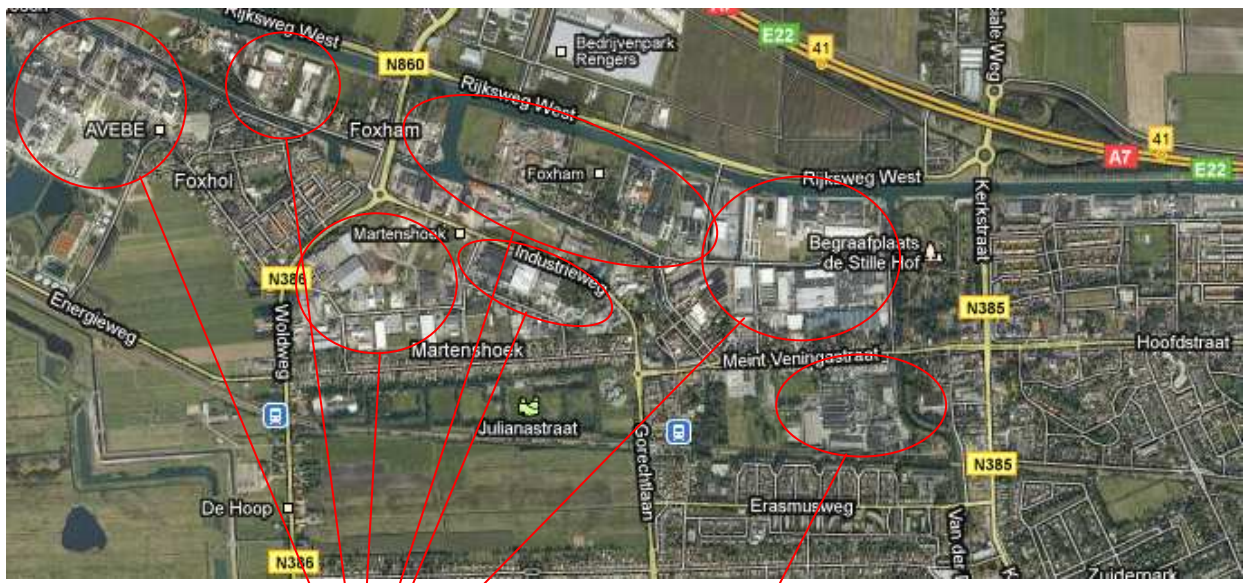 Rijksweg West
N860
Bedrijvenpark
Rengers
E22
41
Rijksweg West
AVEBE
Foxham
Foxhol
Foxham
41
A7
E22
Rijksweg West
Kerkstraat
Martenshoek
Industrieweg
Begraafplaats
de Stille Hof
N386
Energieweg
Woldweg
N385
Martenshoek
Meint Veningastraat
Hoofdstraat
Julianastraat
Gorechtlaan
N385
De Hoop
Erasmusweg
Van der
N386
Zuiderpark